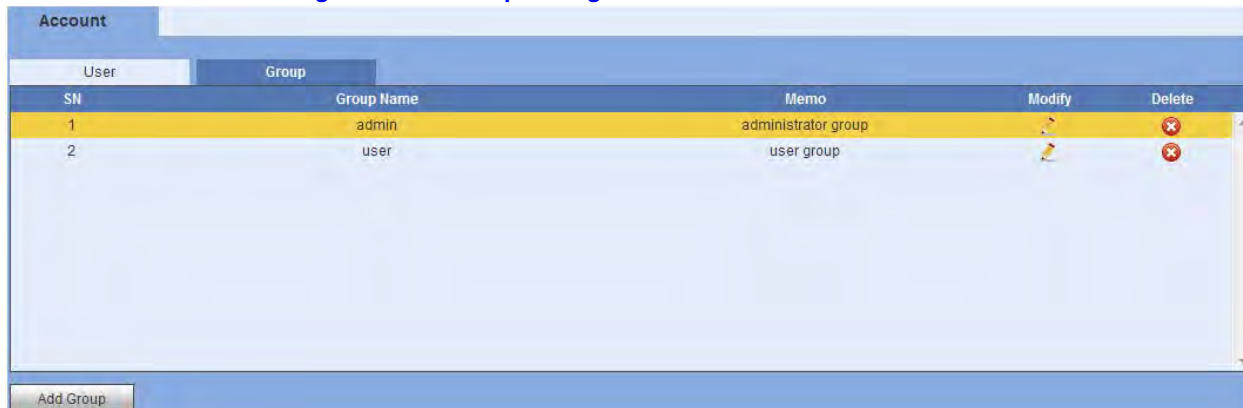 Account
User Group
SN Group Name Memo Modify Delete
1 admin administrator group
2 user user group
Add Group